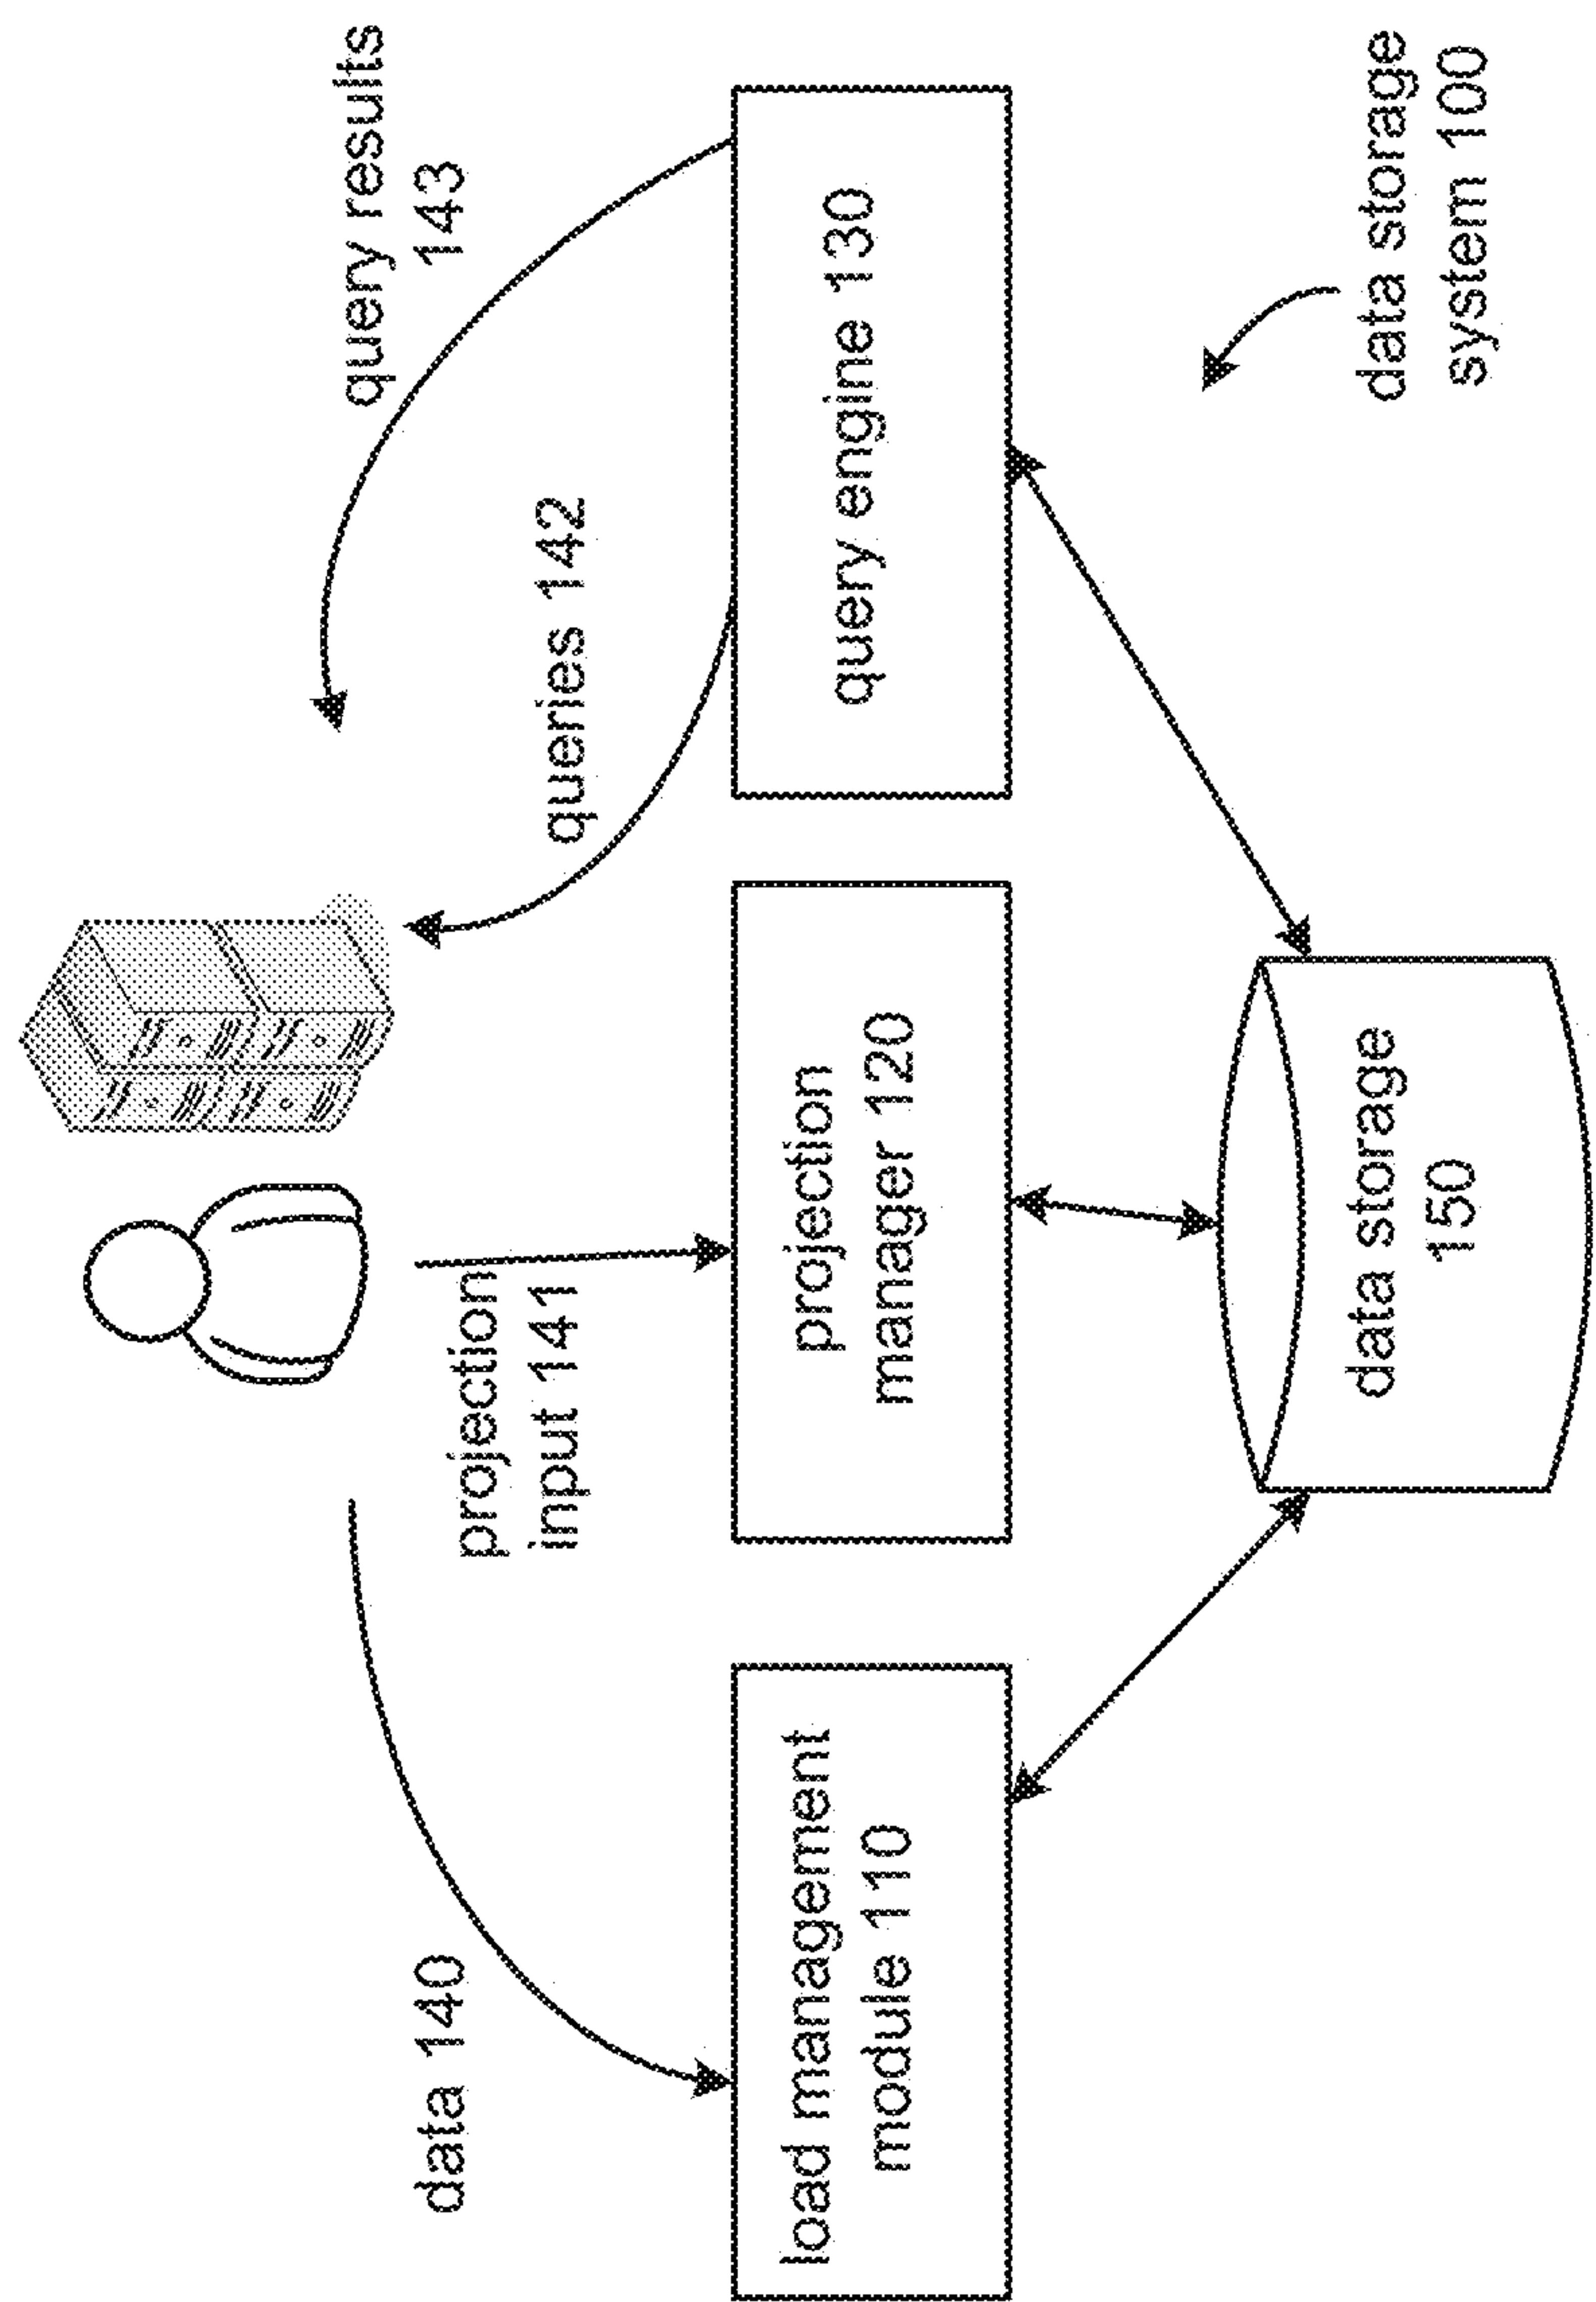 query results
143
queries 142
data 140
projection
input 141
load management
module 110
projection
manager 120
query engine 130
data storage
150
data storage
system 100